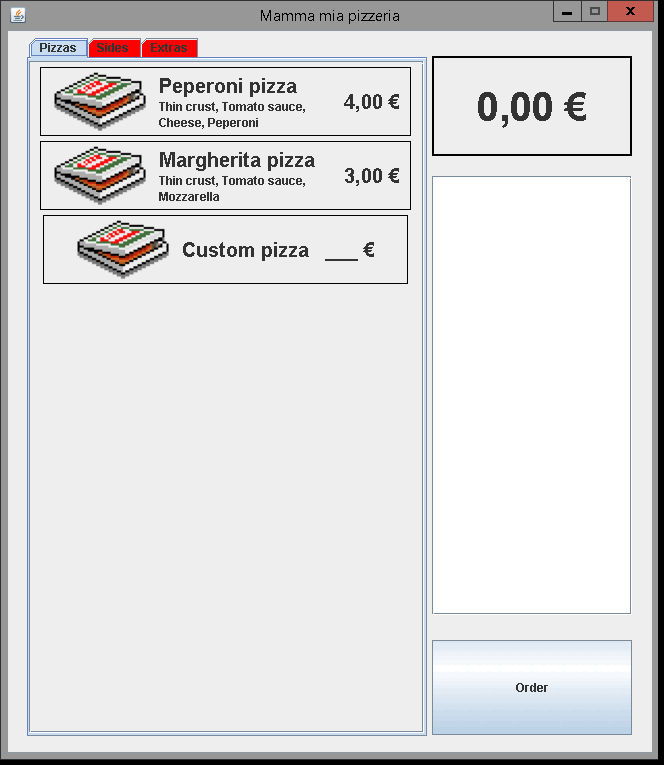 Mamma mia pizzeria
Pizzas Sides Extras
Peperoni pizza
Thin crust, Tomato sauce,
Cheese, Peperoni
4,00 €
Margherita pizza
Thin crust, Tomato sauce,
Mozzarella
3,00 €
Custom pizza ___ €
0,00 €
Order